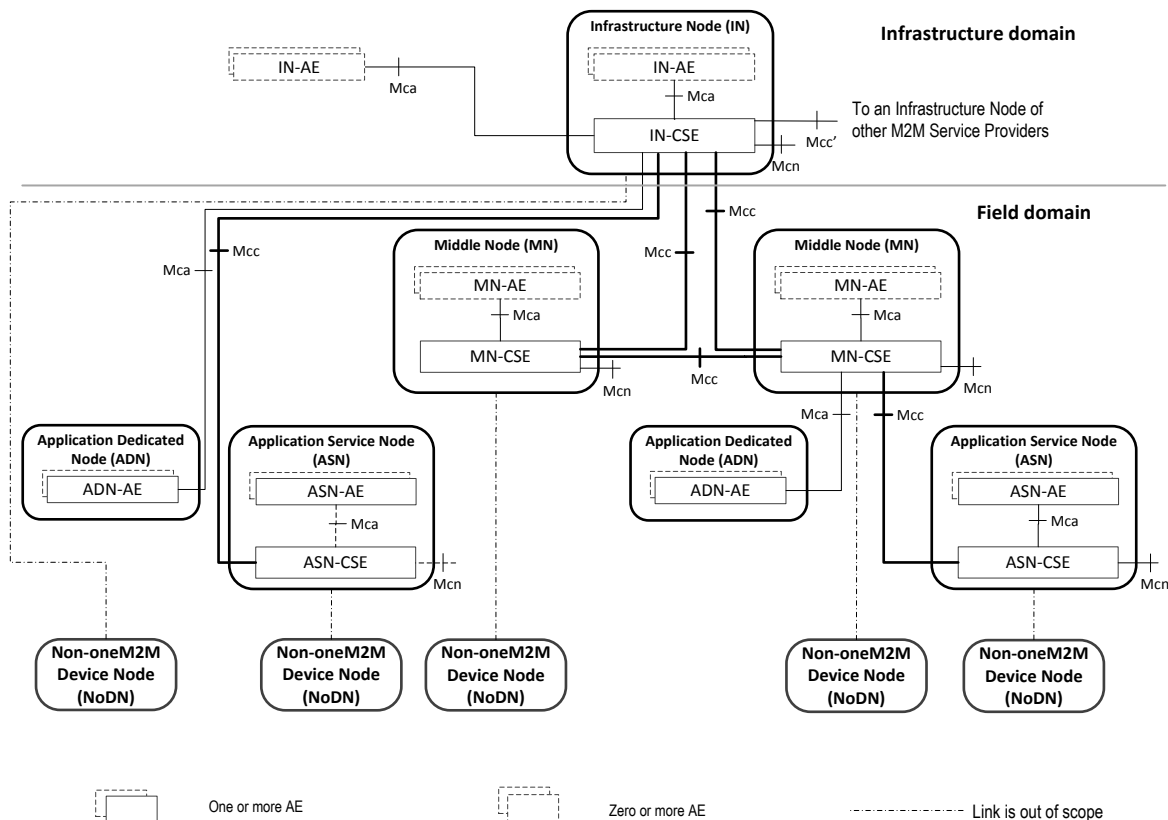 Infrastructure Node (IN)
Infrastructure domain
IN-AE
Mca
IN-AE
Mca
IN-CSE
To an Infrastructure Node of
other M2M Service Providers
Mcc’
Mcn
Field domain
Mca
Mcc
Middle Node (MN)
MN-AE
Mca
MN-CSE
Mcn
Mcc
Mcc
Mcc
Middle Node (MN)
MN-AE
Mca
MN-CSE
Mcn
Mca
Mcc
Application Dedicated
Node (ADN)
ADN-AE
Application Service Node
(ASN)
ASN-AE
Mca
ASN-CSE
Mcn
Application Dedicated
Node (ADN)
ADN-AE
Application Service Node
(ASN)
ASN-AE
Mca
ASN-CSE
Mcn
Non-oneM2M
Device Node
(NoDN)
Non-oneM2M
Device Node
(NoDN)
Non-oneM2M
Device Node
(NoDN)
Non-oneM2M
Device Node
(NoDN)
Non-oneM2M
Device Node
(NoDN)
One or more AE
Zero or more AE
Link is out of scope